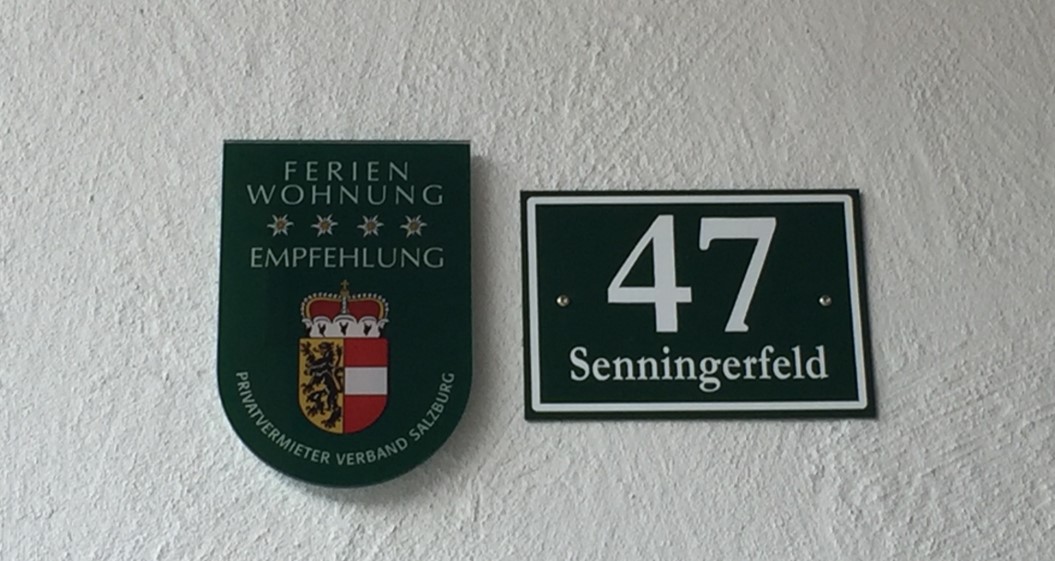 FERIEN
WOHNUNG
EMPFEHLUNG
PRIVATVERMIETER VERBAND SALZBURG
47
Senningerfeld